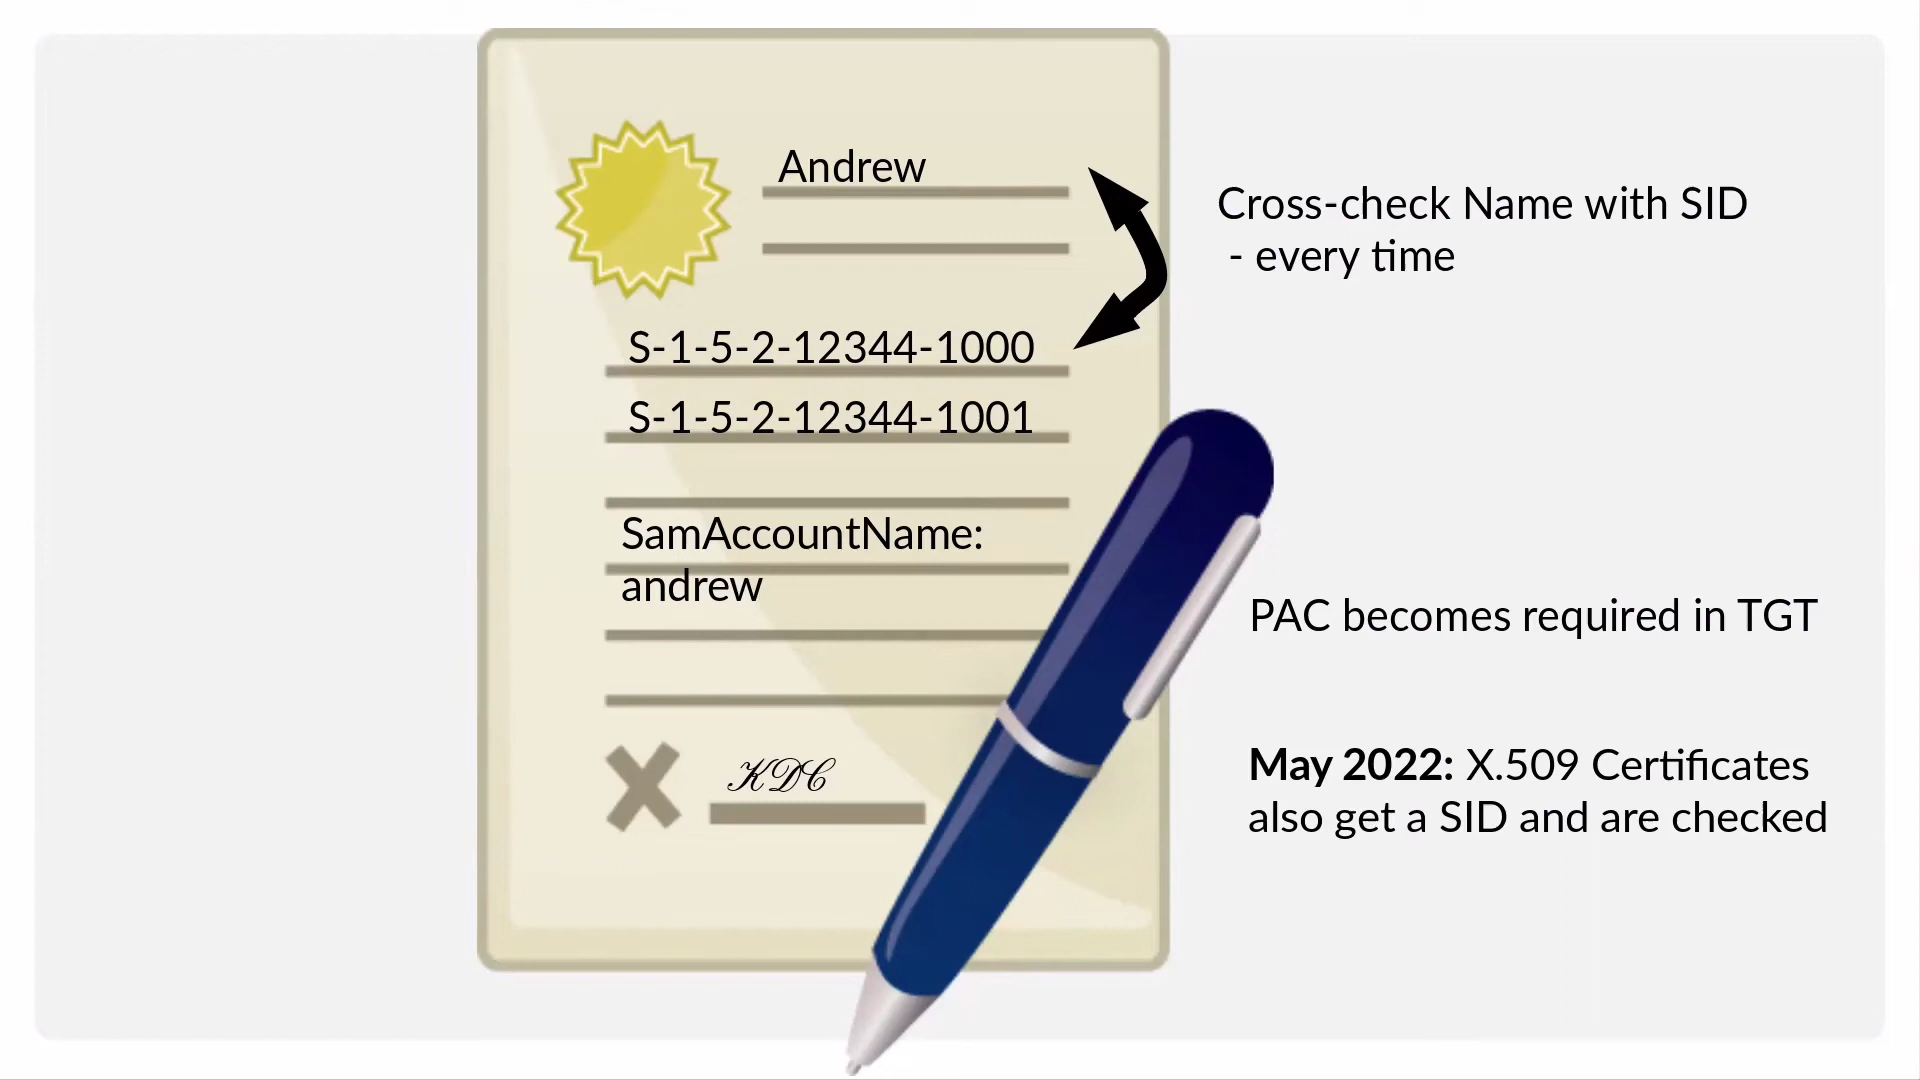 Andrew
S-1-5-2-12344-1000
S-1-5-2-12344-1001
SamAccountName:
andrew
KDC
Cross-check Name with SID
- every time
PAC becomes required in TGT
May 2022: X.509 Certificates
also get a SID and are checked